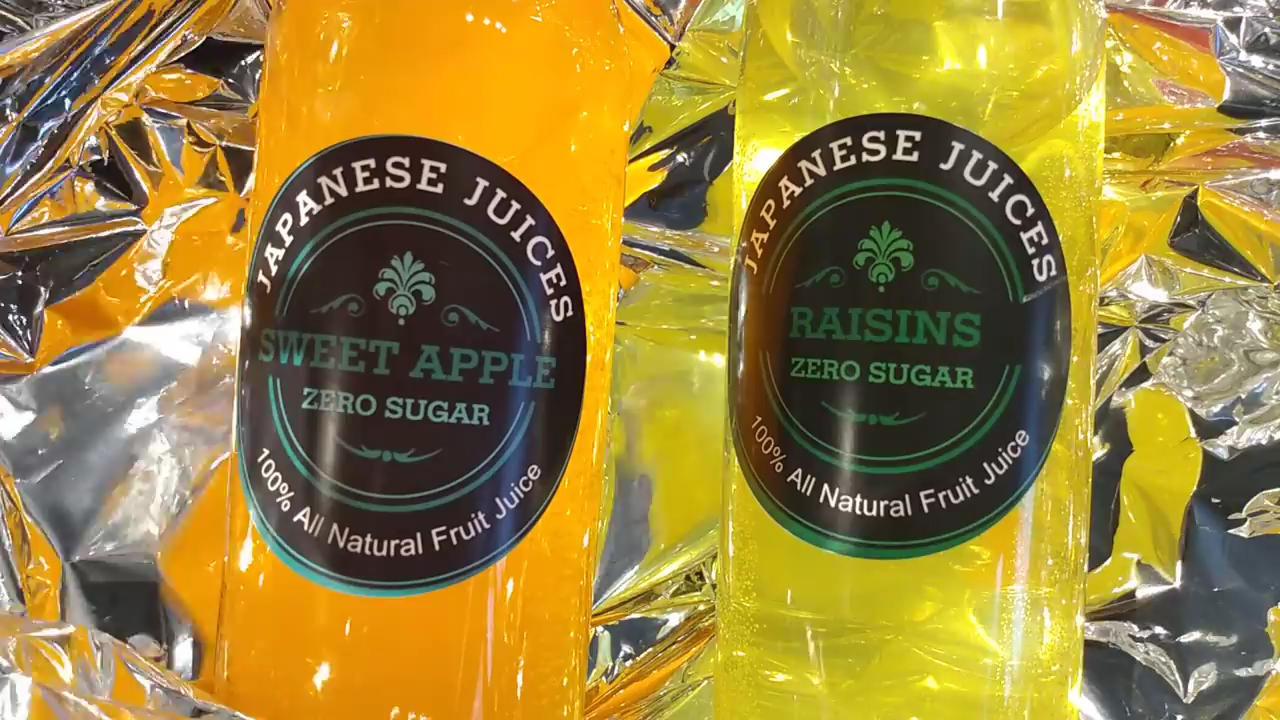 JAPANESE JUICES
SWEET APPLE
ZERO SUGAR
100% All Natural Fruit Juice
JAPANESE JUICES
RAISINS
ZERO SUGAR
100% All Natural Fruit Juice